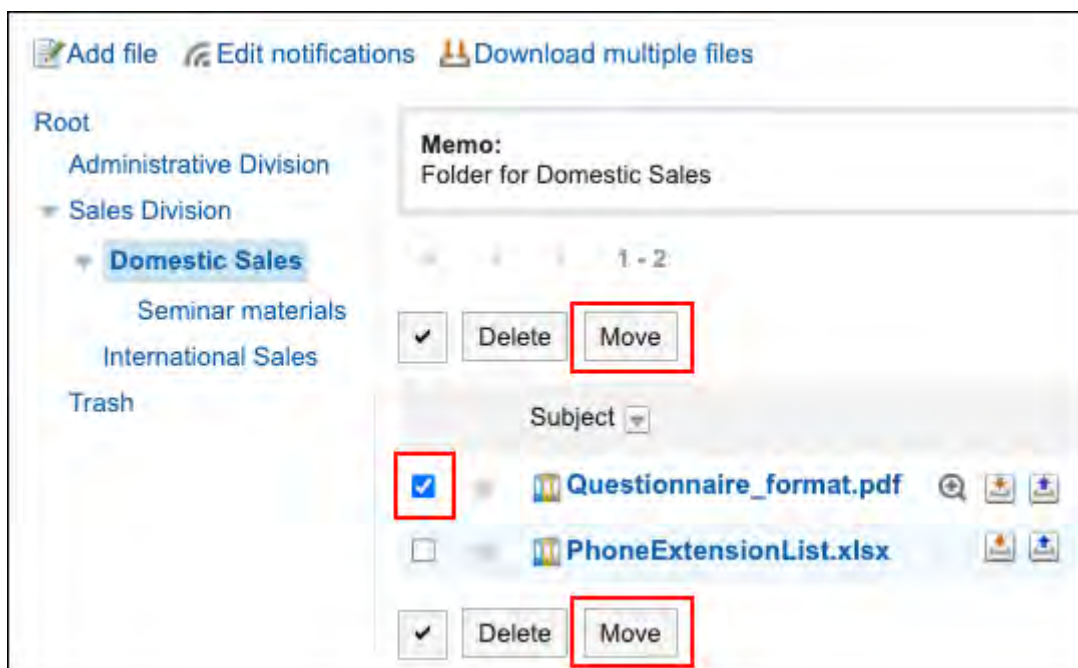 Add file Edit notifications Download multiple files
Root
Administrative Division
Sales Division
Domestic Sales
Seminar materials
International Sales
Trash
Memo:
Folder for Domestic Sales
1 - 2
Delete Move
Subject
Questionnaire_format.pdf
PhoneExtensionList.xlsx
Delete Move